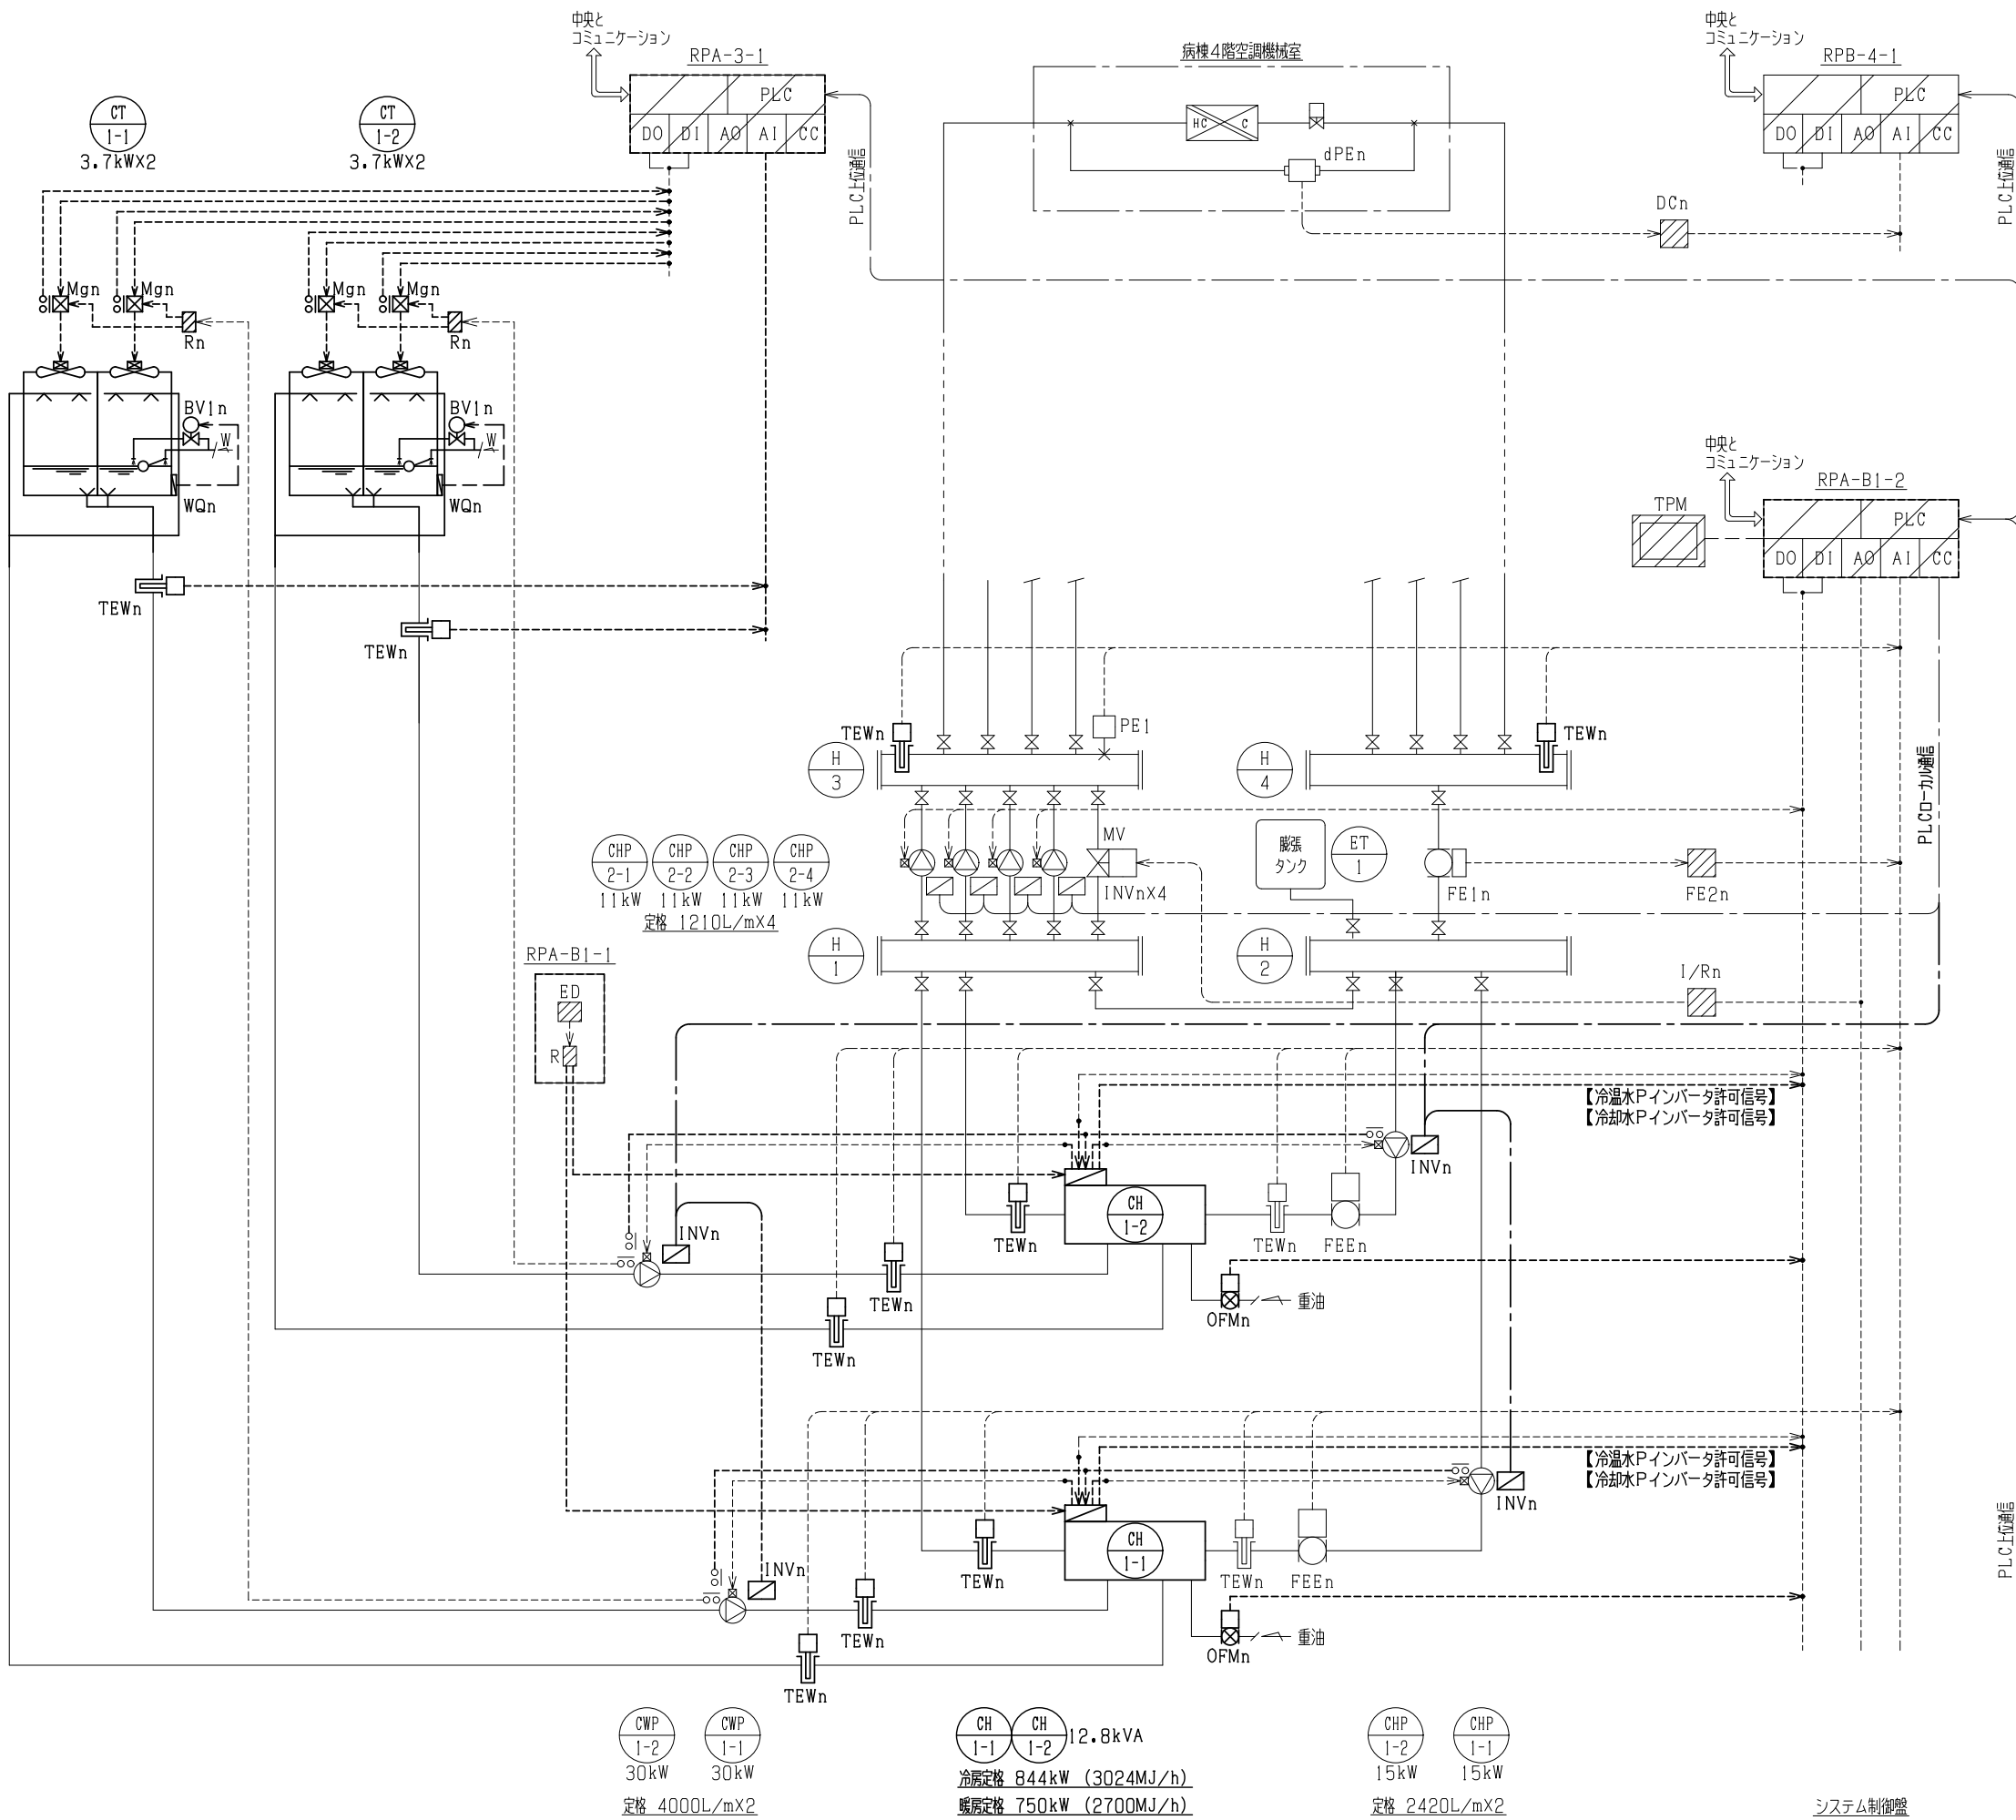 中央と
コミュニケーション
RPA-3-1
PLC
DO DI AO AI CC
病棟4階空調機械室
HC C
dPEn
中央と
コミュニケーション
RPB-4-1
PLC
DO DI AO AI CC
PLC上位通信
PLC上位通信
DCn
CT
1-1
3.7kWX2
CT
1-2
3.7kWX2
Mgn
Mgn
Rn
Rn
BV1n
W
WQn
BV1n
W
WQn
TEWn
TEWn
中央と
コミュニケーション
RPA-B1-2
TPM
PLC
DO DI AO AI CC
TEWn
PE1
TEWn
H
3
H
4
PLCローカル通信
CHP
2-1
11kW
CHP
2-2
11kW
CHP
2-3
11kW
CHP
2-4
11kW
定格 1210L/mX4
MV
INVnX4
膨張
タンク
ET
1
FE1n
FE2n
H
1
H
2
I/Rn
RPA-B1-1
ED
R
【冷温水Pインバータ許可信号】
【冷却水Pインバータ許可信号】
INVn
INVn
CH
1-2
TEWn
TEWn
FEEn
TEWn
TEWn
OFMn
重油
【冷温水Pインバータ許可信号】
【冷却水Pインバータ許可信号】
INVn
INVn
CH
1-1
TEWn
TEWn
FEEn
TEWn
TEWn
OFMn
重油
PLC上位通信
CWP
1-2
30kW
CWP
1-1
30kW
定格 4000L/mX2
CH
1-1
CH
1-2
12.8kVA
冷房定格 844kW (3024MJ/h)
暖房定格 750kW (2700MJ/h)
CHP
1-2
15kW
CHP
1-1
15kW
定格 2420L/mX2
システム制御盤